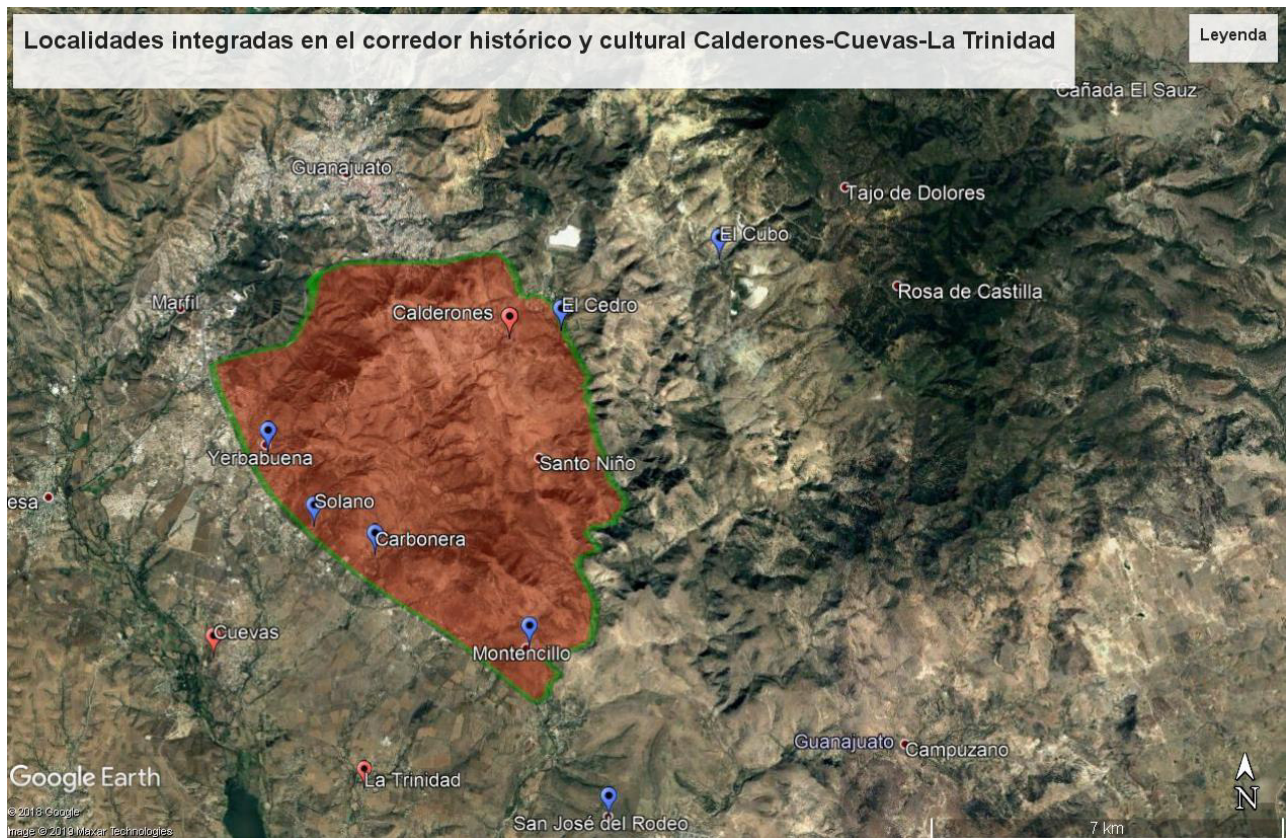 Localidades integradas en el corredor histórico y cultural Calderones-Cuevas-La Trinidad
Leyenda
Cañada El Sauz
Guanajuato
Tajo de Dolores
El Cubo
Rosa de Castilla
Marfil
Calderones
El Cedro
Yerbabuena
Santo Niño
esa
Solano
Carbonera
Cuevas
Montencillo
Guanajuato
Campuzano
La Trinidad
Google Earth
San José del Rodeo
N
© 2018 Google
Image © 2019 Maxar Technologies
7 km